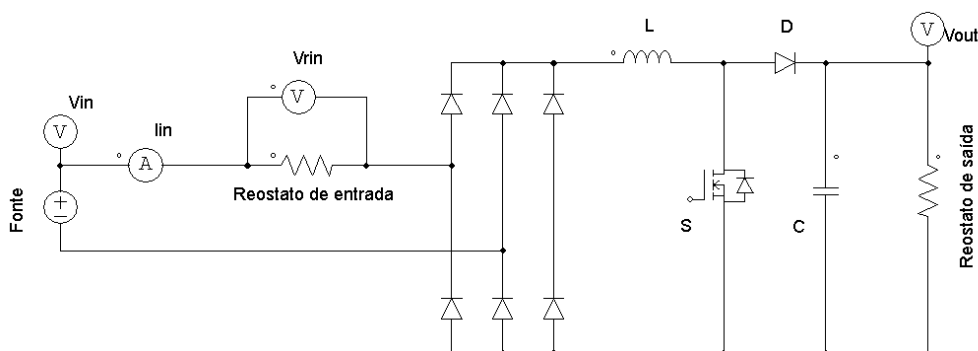 L
D
V
Vout
Vrin
Vin
V
V
Iin
A
Reostato de entrada
Fonte
S
C
Reostato de saída